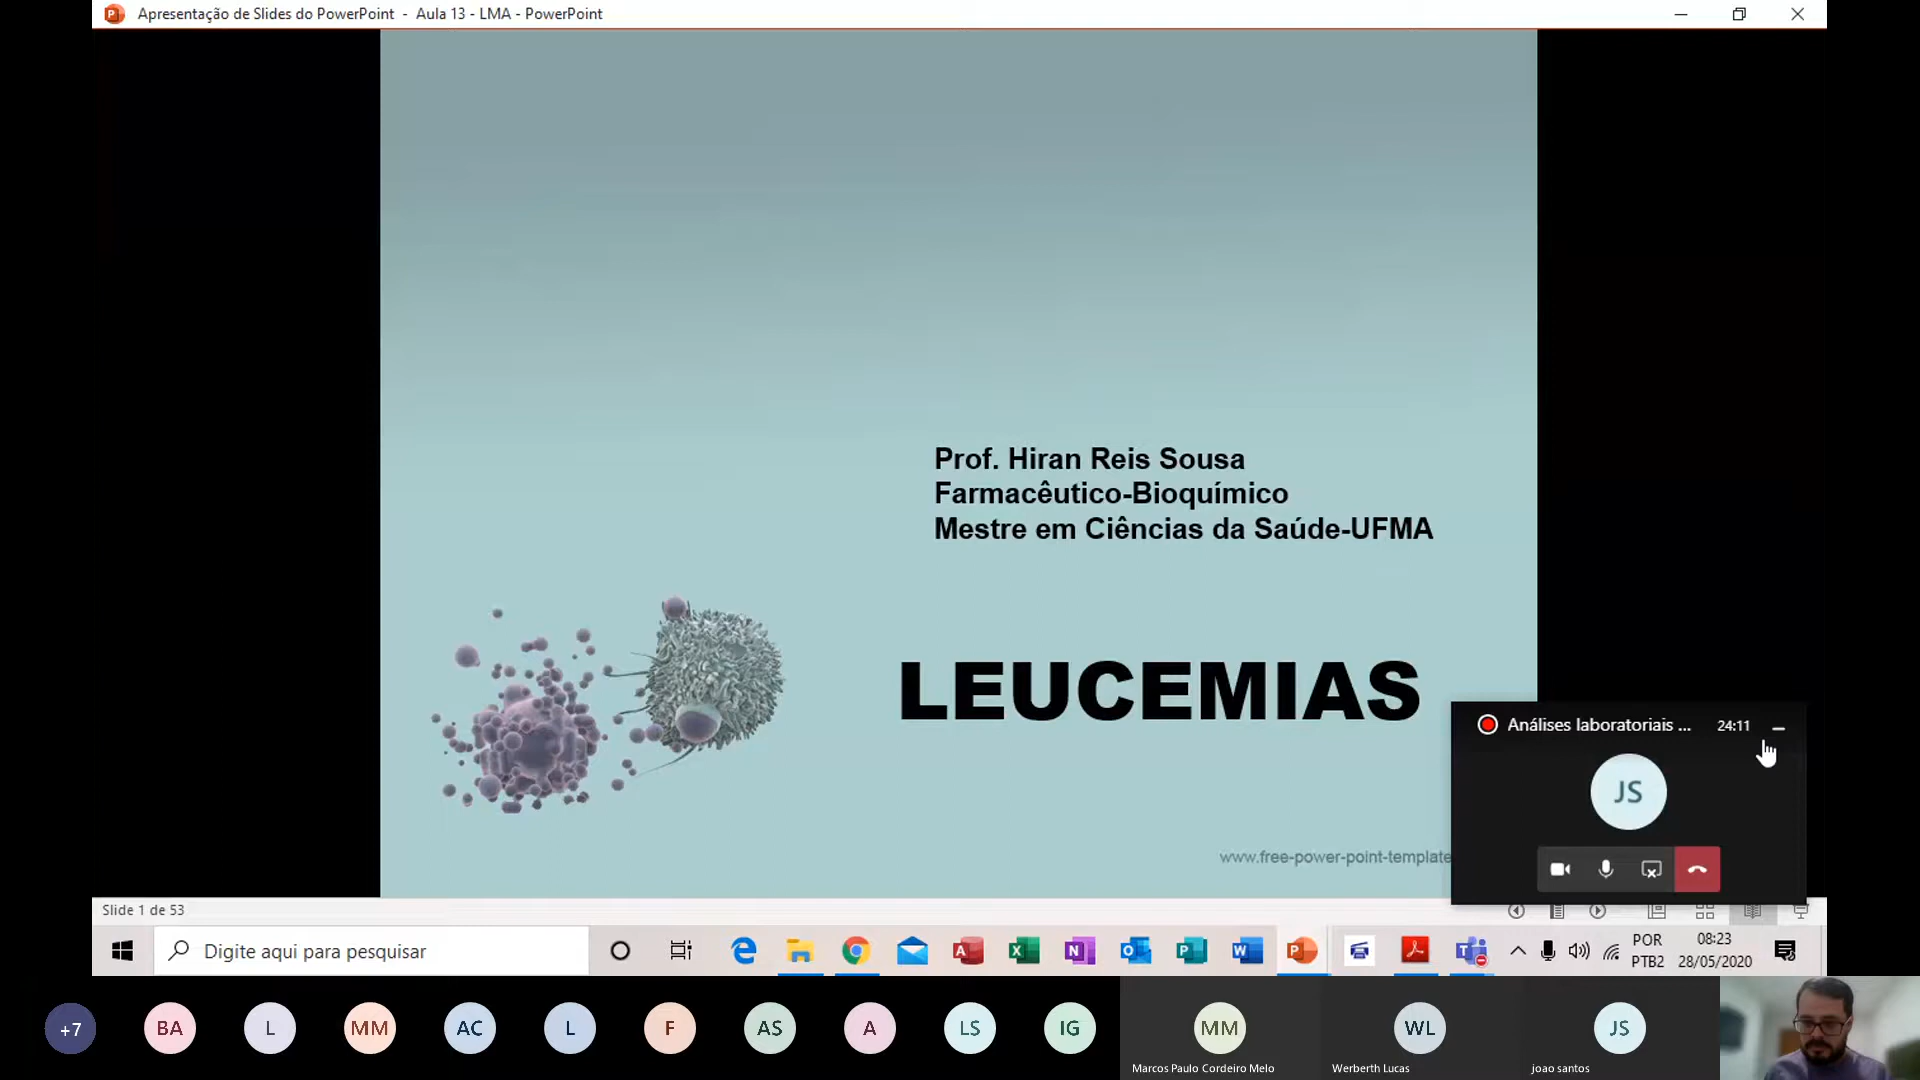 Apresentação de Slides do PowerPoint - Aula 13 - LMA - PowerPoint
Prof. Hiran Reis Sousa
Farmacêutico-Bioquímico
Mestre em Ciências da Saúde-UFMA
LEUCEMIAS
Análises laboratoriais ... 24:11
JS
www.free-power-point-template
Slide 1 de 53
Digite aqui para pesquisar
POR
PTB2
08:23
28/05/2020
+7
BA
L
MM
AC
L
F
AS
A
LS
IG
MM
Marcos Paulo Cordeiro Melo
WL
Werberth Lucas
JS
joao santos